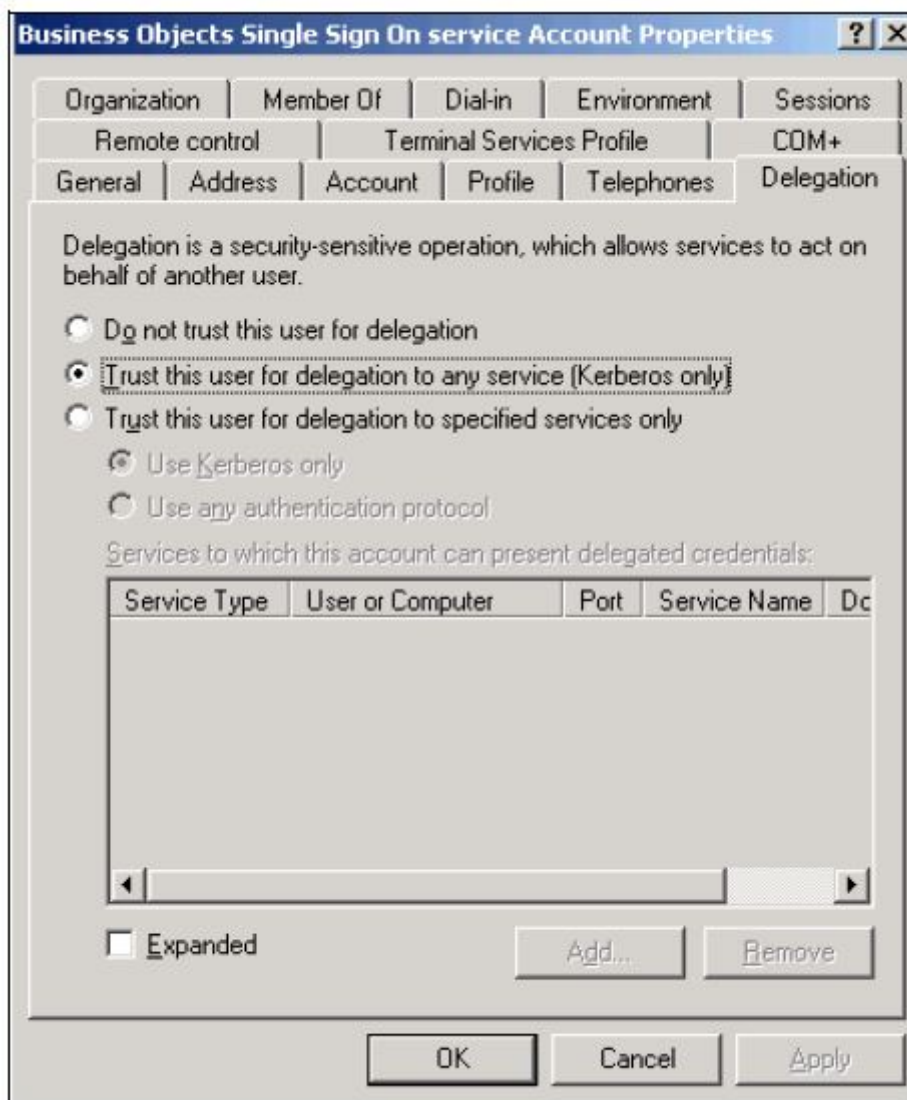 Business Objects Single Sign On service Account Properties
Organization Member Of Dial-in Environment Sessions
Remote control Terminal Services Profile COM+
General Address Account Profile Telephones Delegation
Delegation is a security-sensitive operation, which allows services to act on
behalf of another user.
Do not trust this user for delegation
Trust this user for delegation to any service (Kerberos only)
Trust this user for delegation to specified services only
Use Kerberos only
Use any authentication protocol
Services to which this account can present delegated credentials:
Service Type User or Computer Port Service Name Dc
Expanded Add... Remove
OK Cancel Apply